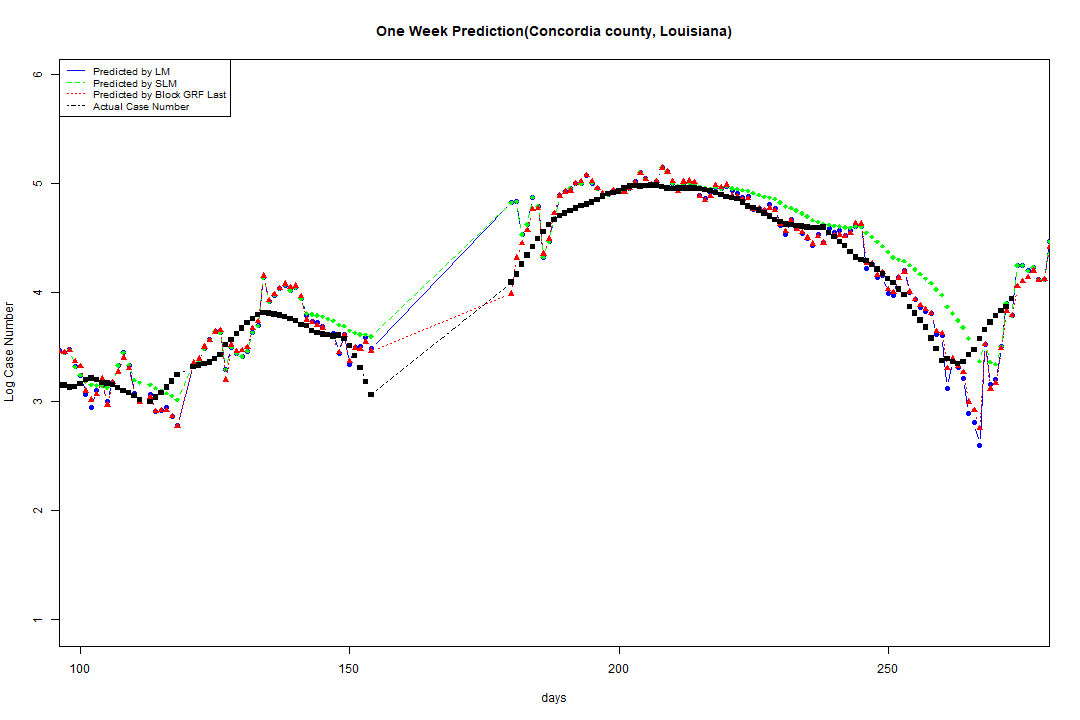 One Week Prediction(Concordia county, Louisiana)
Predicted by LM
Predicted by SLM
Predicted by Block GRF Last
Actual Case Number
6
5
4
3
2
1
Log Case Number
100 150 200 250
days